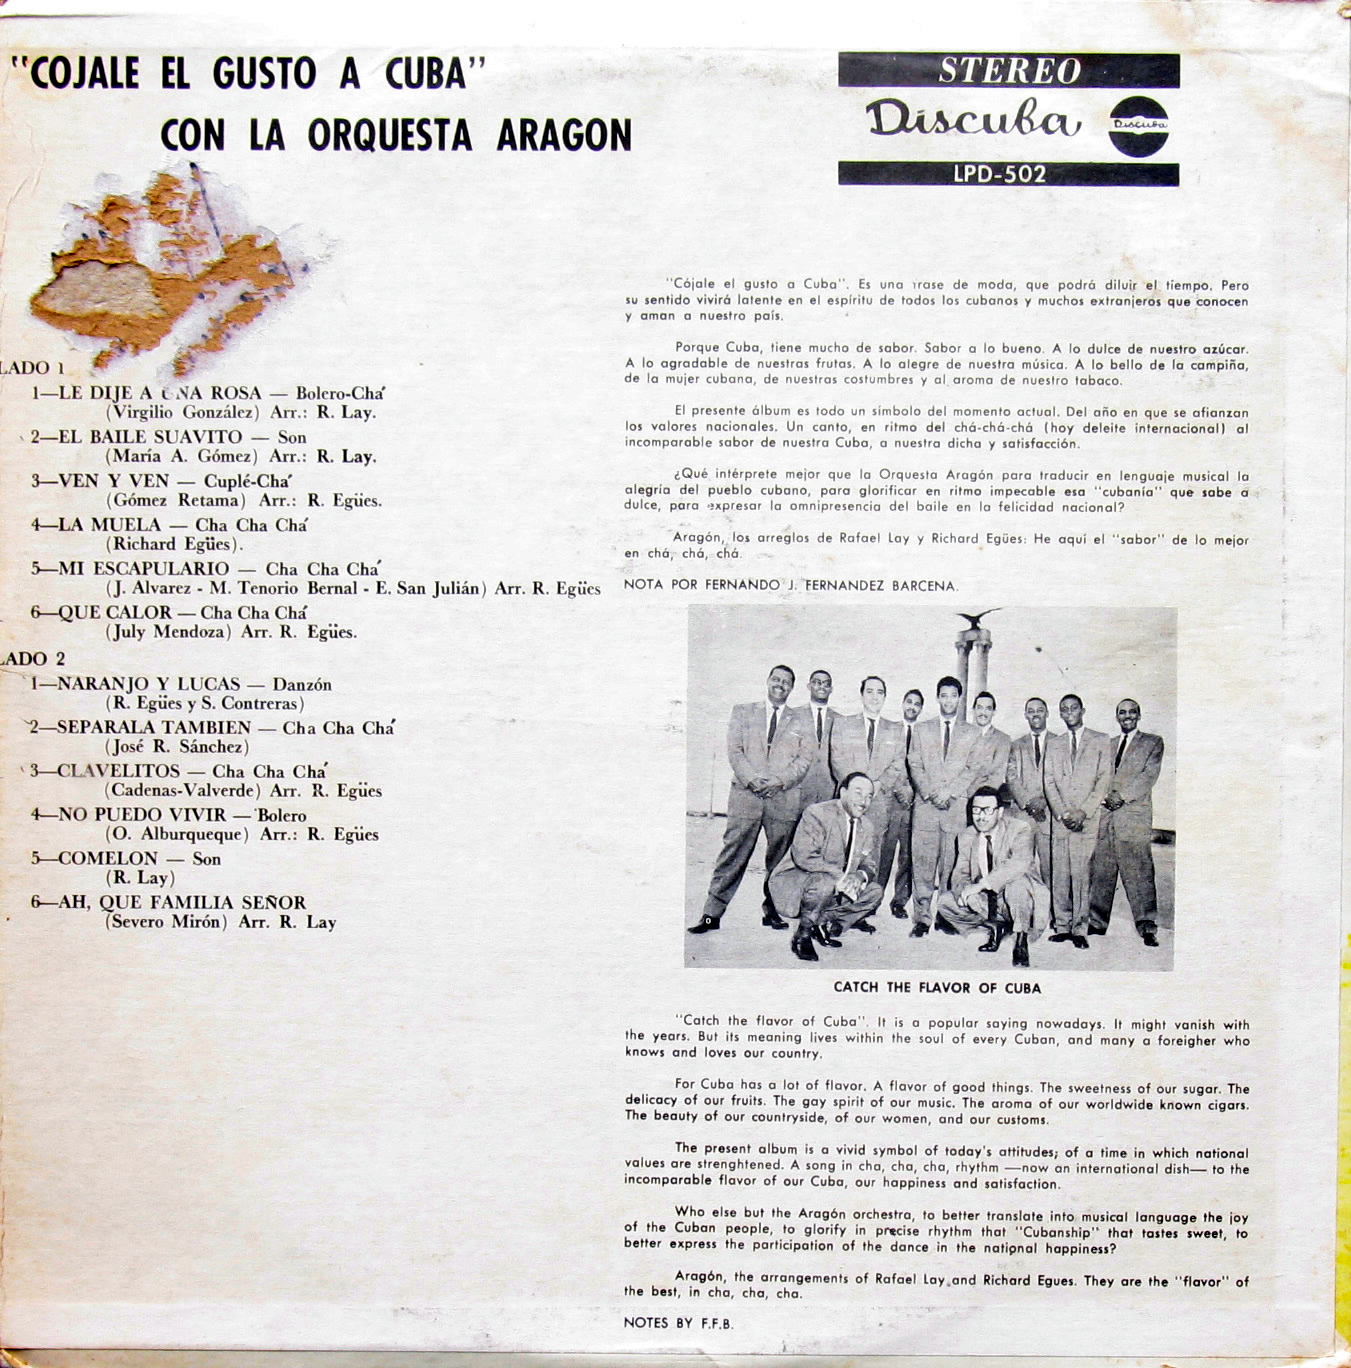 "COJALE EL GUSTO A CUBA"
CON LA ORQUESTA ARAGON
STEREO
Discuba
Discuba
LPD-502
LADO 1
1—LE DIJE A UNA ROSA — Bolero-Chá
(Virgilio González) Arr.: R. Lay.
2—EL BAILE SUAVITO — Son
(María A. Gómez) Arr.: R. Lay.
3—VEN Y VEN — Cuplé-Chá
(Gómez Retama) Arr.: R. Egües.
4—LA MUELA — Cha Cha Chá
(Richard Egües).
5—MI ESCAPULARIO — Cha Cha Chá
(J. Alvarez - M. Tenorio Bernal - E. San Julián) Arr. R. Egües
6—QUE CALOR — Cha Cha Chá
(July Mendoza) Arr. R. Egües.
LADO 2
1—NARANJO Y LUCAS — Danzón
(R. Egües y S. Contreras)
2—SEPARALA TAMBIEN — Cha Cha Chá
(José R. Sánchez)
3—CLAVELITOS — Cha Cha Chá
(Cadenas-Valverde) Arr. R. Egües
4—NO PUEDO VIVIR — Bolero
(O. Alburqueque) Arr.: R. Egües
5—COMELON — Son
(R. Lay)
6—AH, QUE FAMILIA SEÑOR
(Severo Mirón) Arr. R. Lay
"Cójale el gusto a Cuba". Es una frase de moda, que podrá diluir el tiempo. Pero
su sentido vivirá latente en el espíritu de todos los cubanos y muchos extranjeros que conocen
y aman a nuestro país.
Porque Cuba, tiene mucho de sabor. Sabor a lo bueno. A lo dulce de nuestro azúcar.
A lo agradable de nuestras frutas. A lo alegre de nuestra música. A lo bello de la campiña,
de la mujer cubana, de nuestras costumbres y al aroma de nuestro tabaco.
El presente álbum es todo un símbolo del momento actual. Del año en que se afianzan
los valores nacionales. Un canto, en ritmo del chá-chá-chá (hoy deleite internacional) al
incomparable sabor de nuestra Cuba, a nuestra dicha y satisfacción.
¿Qué intérprete mejor que la Orquesta Aragón para traducir en lenguaje musical la
alegría del pueblo cubano, para glorificar en ritmo impecable esa "cubanía" que sabe a
dulce, para expresar la omnipresencia del baile en la felicidad nacional?
Aragón, los arreglos de Rafael Lay y Richard Egües: He aquí el "sabor" de lo mejor
en chá, chá, chá.
NOTA POR FERNANDO J. FERNANDEZ BARCENA.
CATCH THE FLAVOR OF CUBA
"Catch the flavor of Cuba". It is a popular saying nowadays. It might vanish with
the years. But its meaning lives within the soul of every Cuban, and many a foreigher who
knows and loves our country.
For Cuba has a lot of flavor. A flavor of good things. The sweetness of our sugar. The
delicacy of our fruits. The gay spirit of our music. The aroma of our worldwide known cigars.
The beauty of our countryside, of our women, and our customs.
The present album is a vivid symbol of today's attitudes; of a time in which national
values are strenghtened. A song in cha, cha, cha, rhythm —now an international dish— to the
incomparable flavor of our Cuba, our happiness and satisfaction.
Who else but the Aragón orchestra, to better translate into musical language the joy
of the Cuban people, to glorify in precise rhythm that "Cubanship" that tastes sweet, to
better express the participation of the dance in the national happiness?
Aragón, the arrangements of Rafael Lay and Richard Egues. They are the "flavor" of
the best, in cha, cha, cha.
NOTES BY F.F.B.